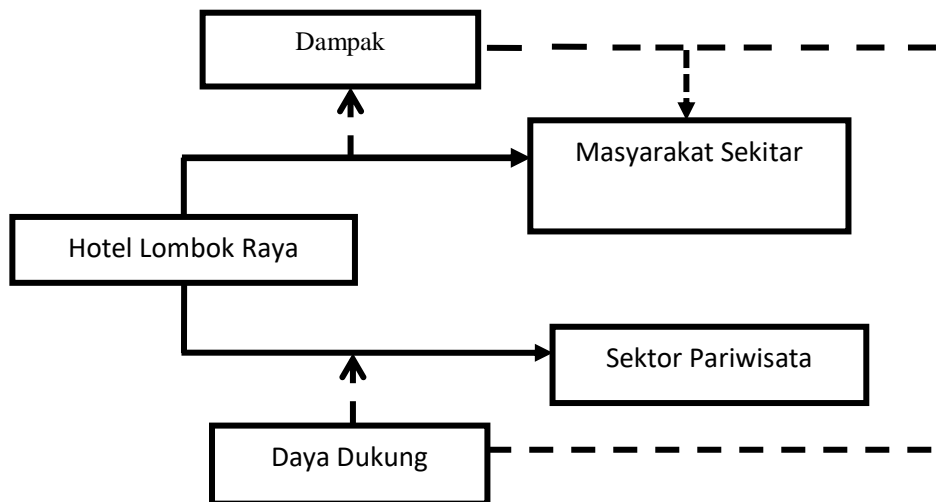 Dampak
Masyarakat Sekitar
Hotel Lombok Raya
Sektor Pariwisata
Daya Dukung